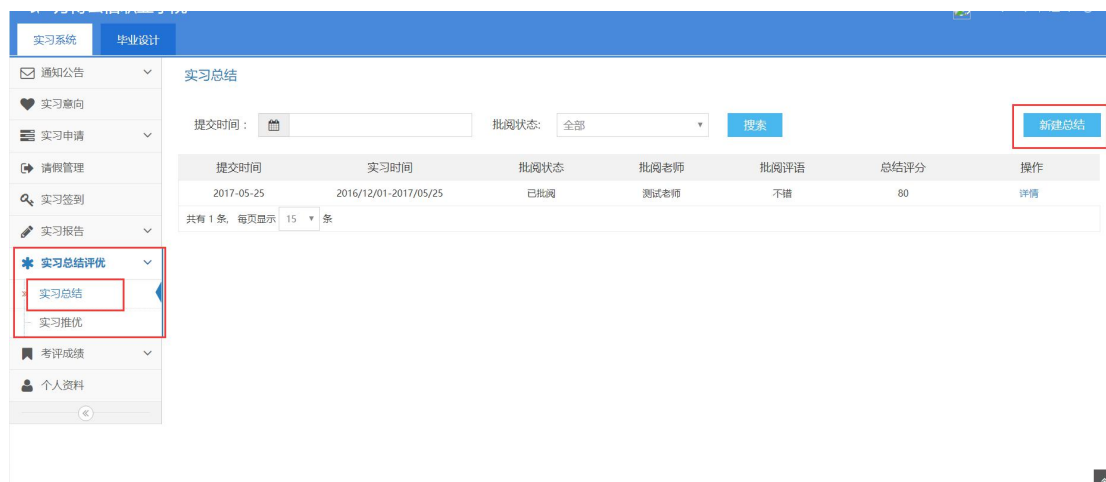 实习系统 毕业设计
通知公告
实习意向
实习申请
请假管理
实习签到
实习报告
实习总结评优
实习总结
实习推优
考评成绩
个人资料
实习总结
提交时间： 批阅状态: 全部 搜索 新建总结
提交时间 实习时间 批阅状态 批阅老师 批阅评语 总结评分 操作
2017-05-25 2016/12/01-2017/05/25 已批阅 测试老师 不错 80 详情
共有 1 条, 每页显示 15 条